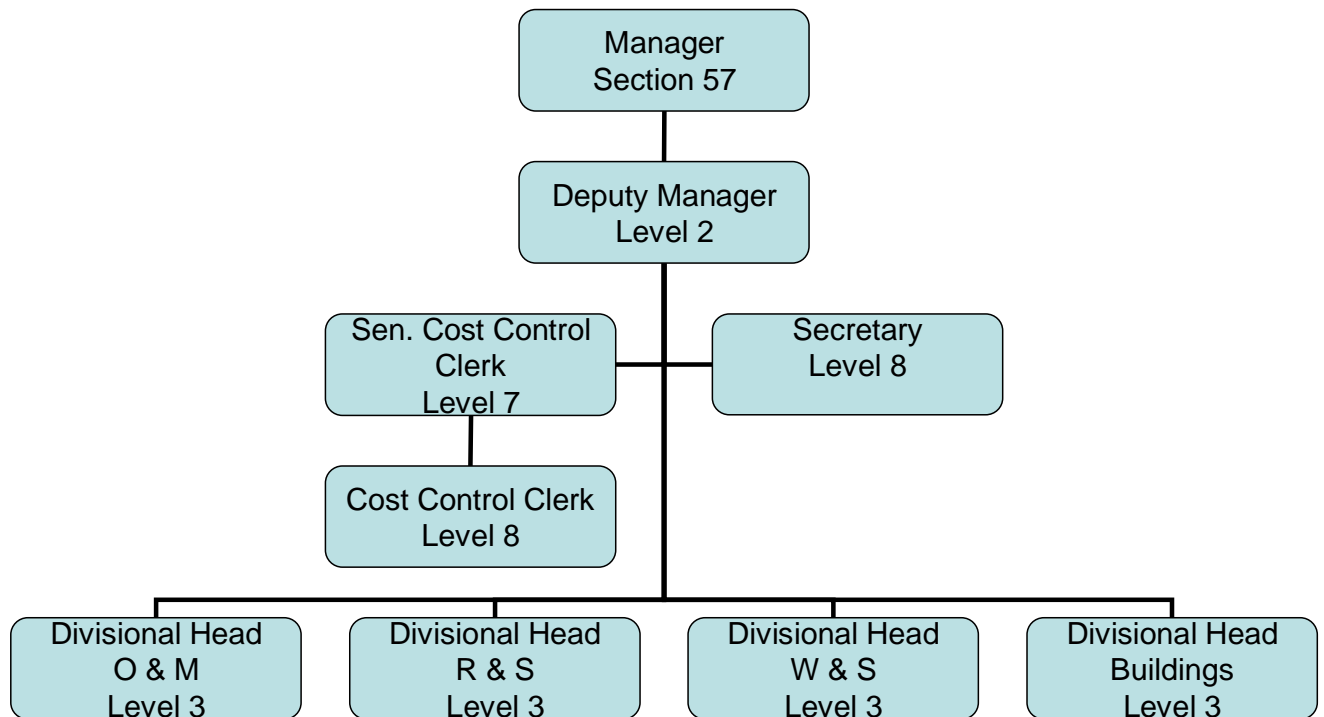 Manager
Section 57
Deputy Manager
Level 2
Sen. Cost Control
Clerk
Level 7
Secretary
Level 8
Cost Control Clerk
Level 8
Divisional Head
O & M
Level 3
Divisional Head
R & S
Level 3
Divisional Head
W & S
Level 3
Divisional Head
Buildings
Level 3